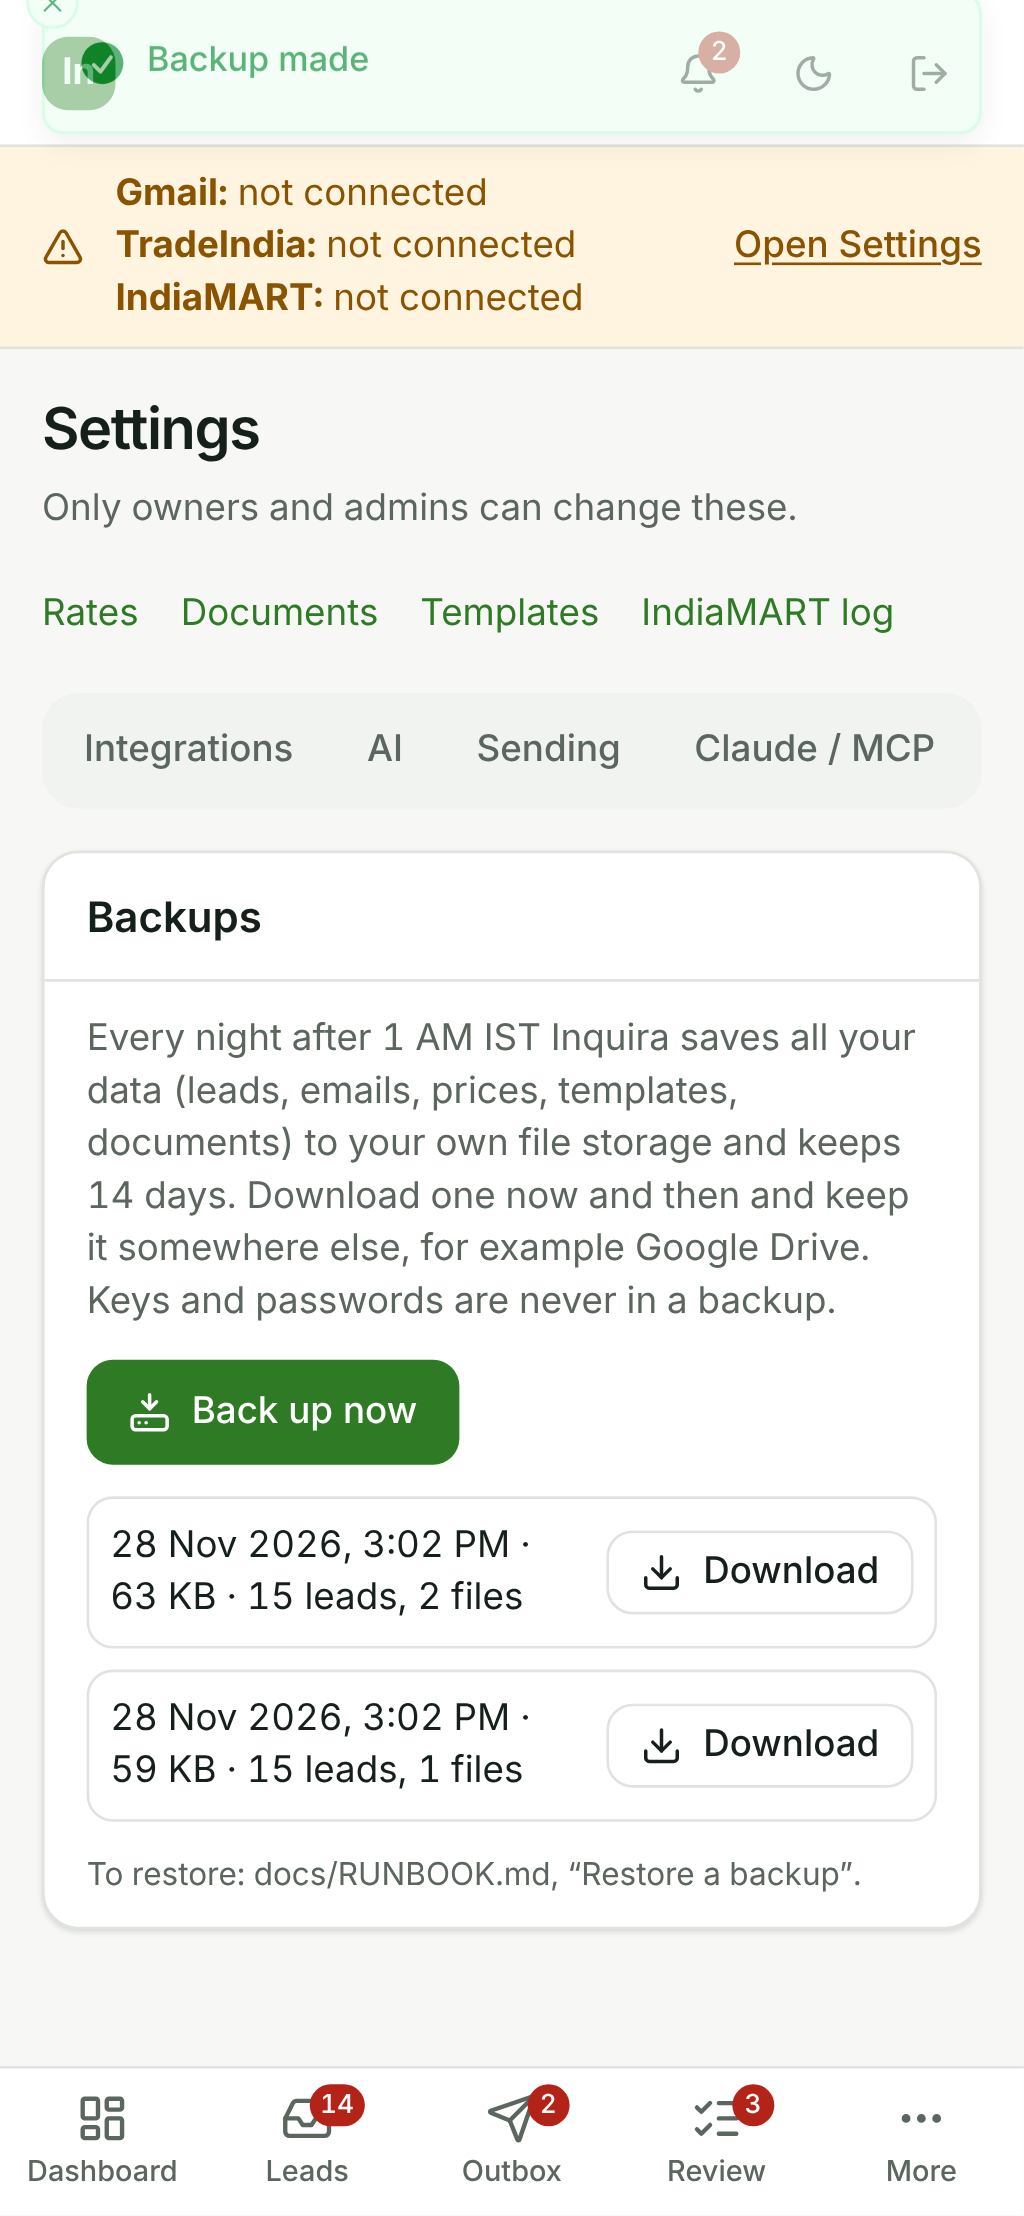 In
Backup made
2
Gmail: not connected
TradeIndia: not connected
IndiaMART: not connected
Open Settings
Settings
Only owners and admins can change these.
Rates Documents Templates IndiaMART log
Integrations AI Sending Claude / MCP
Backups
Every night after 1 AM IST Inquira saves all your
data (leads, emails, prices, templates,
documents) to your own file storage and keeps
14 days. Download one now and then and keep
it somewhere else, for example Google Drive.
Keys and passwords are never in a backup.
Back up now
28 Nov 2026, 3:02 PM ·
63 KB · 15 leads, 2 files
Download
28 Nov 2026, 3:02 PM ·
59 KB · 15 leads, 1 files
Download
To restore: docs/RUNBOOK.md, “Restore a backup”.
14 2 3
Dashboard Leads Outbox Review More